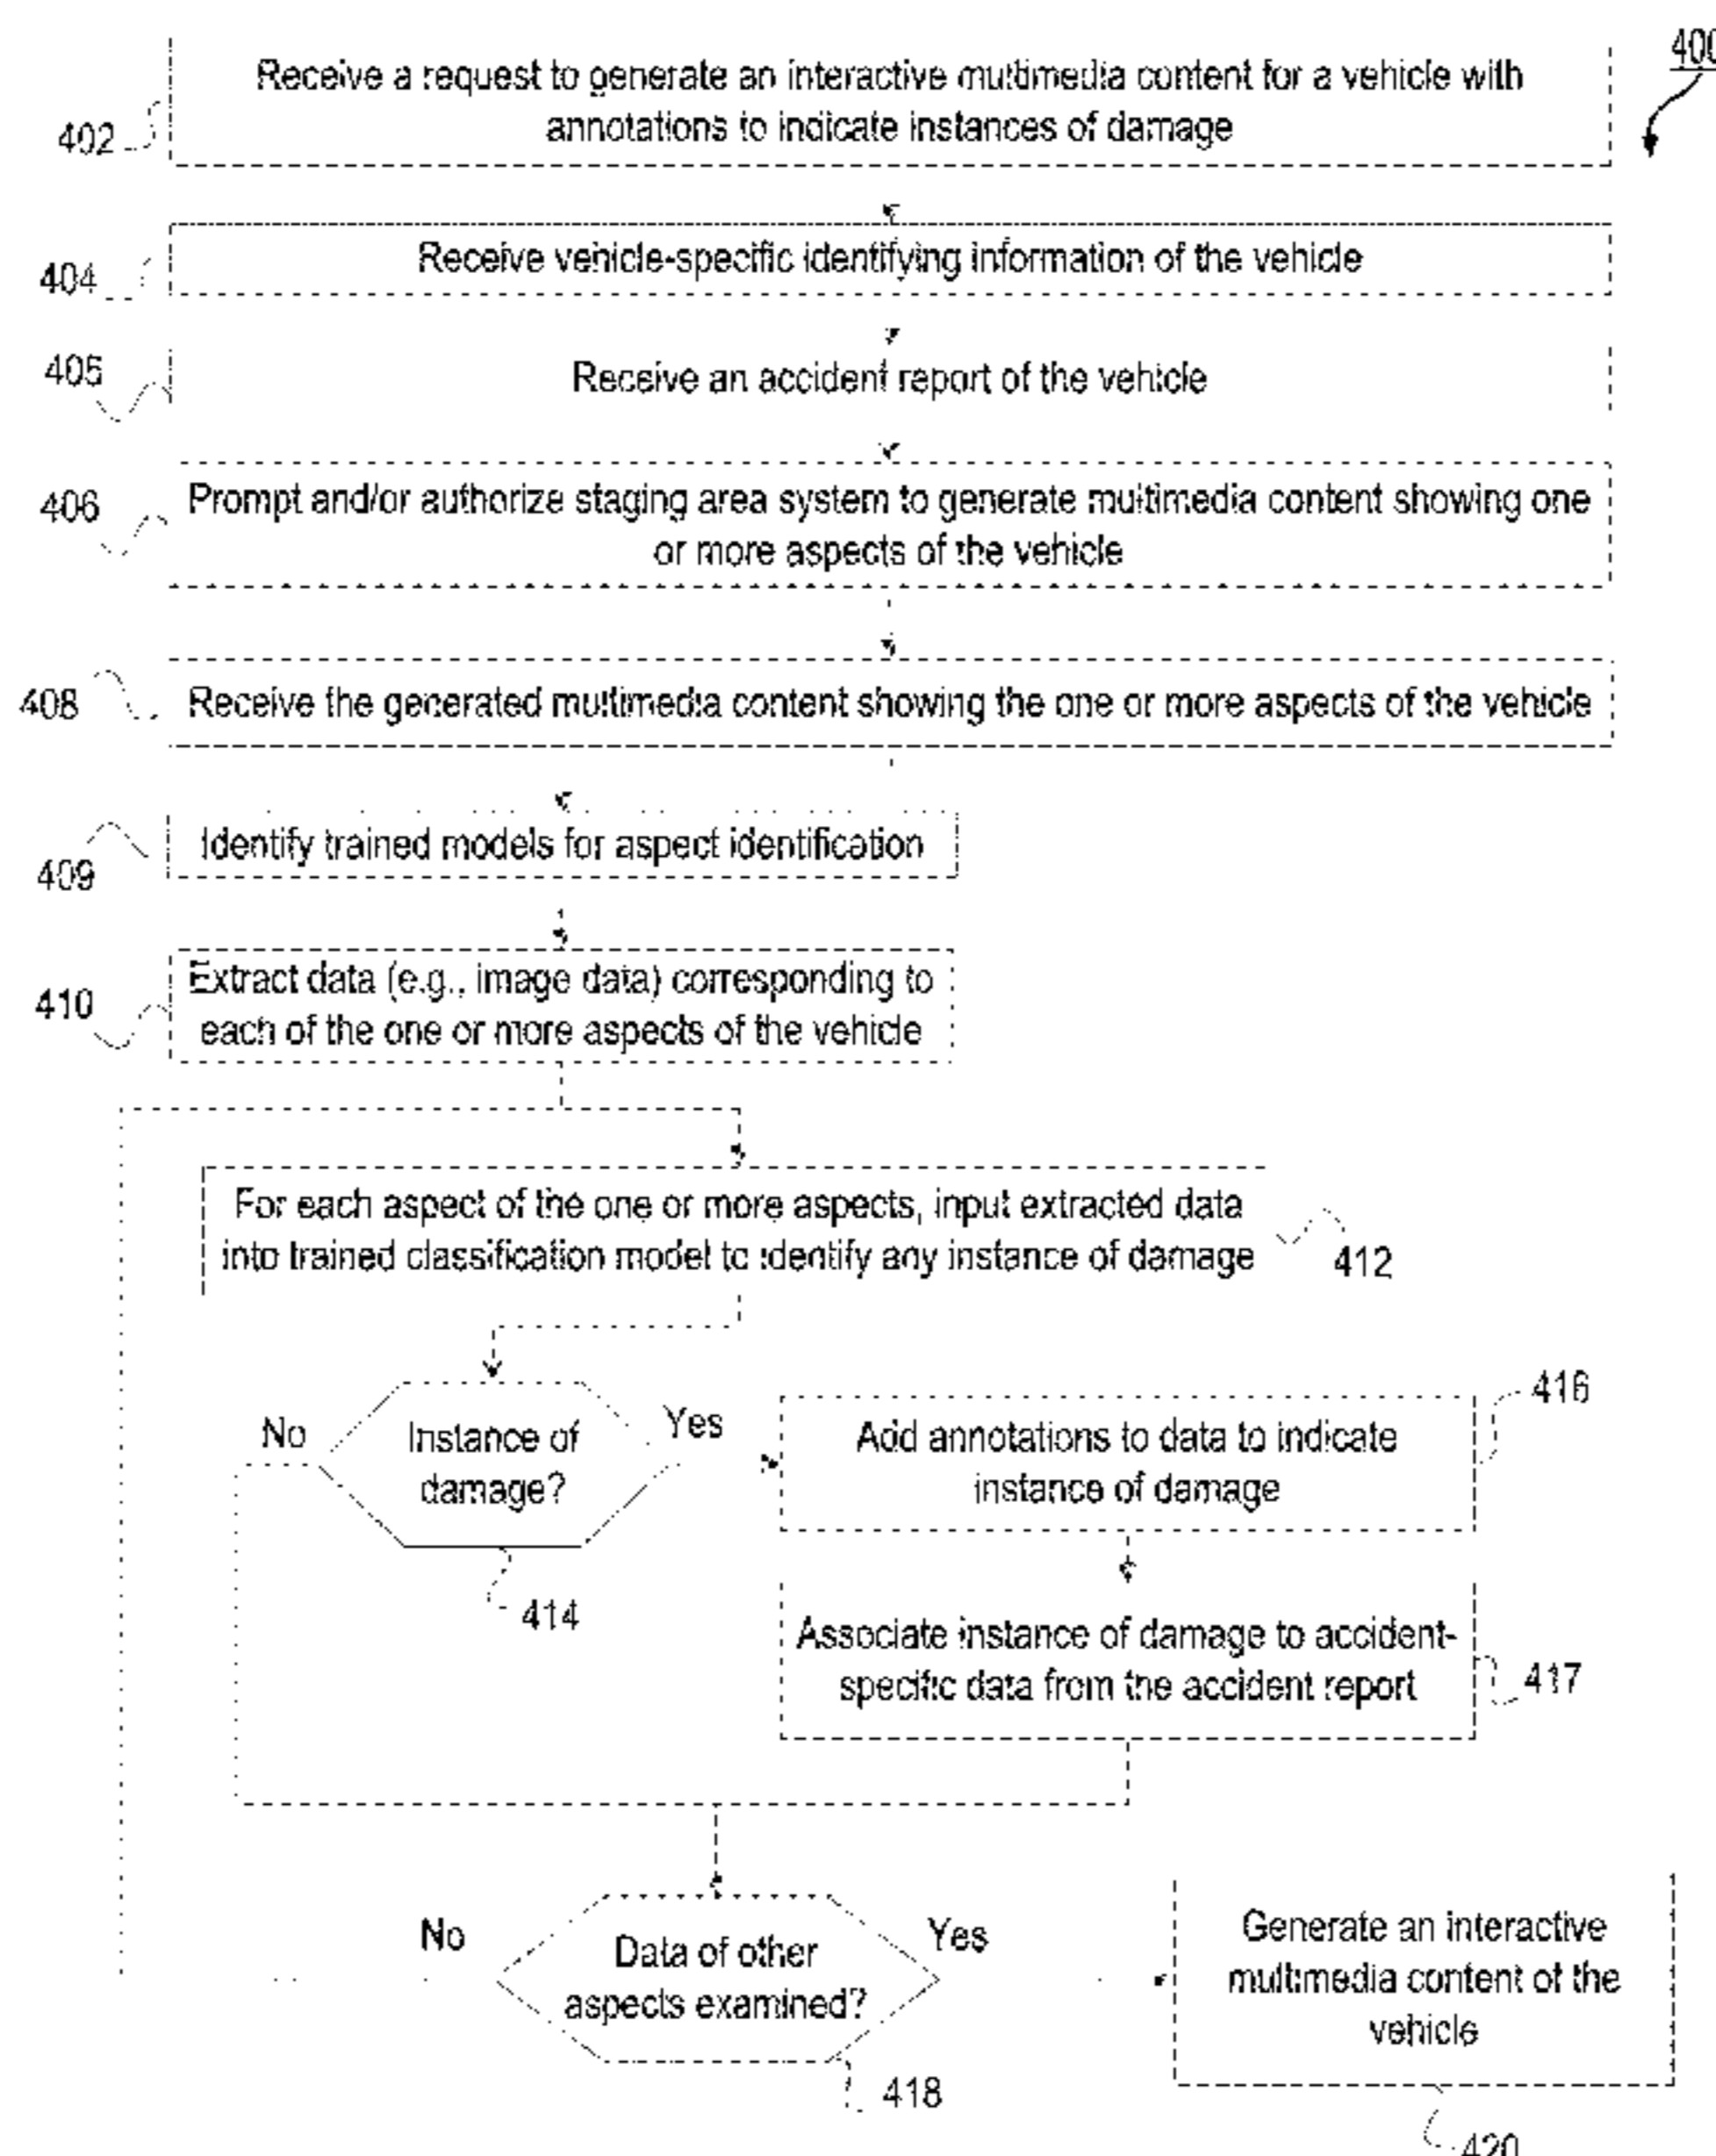 400
Receive a request to generate an interactive multimedia content for a vehicle with
annotations to indicate instances of damage
402
Receive vehicle-specific identifying information of the vehicle
404
405
Receive an accident report of the vehicle
406
Prompt and/or authorize staging area system to generate multimedia content showing one
or more aspects of the vehicle
408
Receive the generated multimedia content showing the one or more aspects of the vehicle
Identify trained models for aspect identification
409
Extract data (e.g., image data) corresponding to
each of the one or more aspects of the vehicle
410
For each aspect of the one or more aspects, input extracted data
into trained classification model to identify any instance of damage
412
No
Instance of
damage?
Yes
414
Add annotations to data to indicate
instance of damage
416
Associate instance of damage to accident-
specific data from the accident report
417
No
Data of other
aspects examined?
Yes
418
Generate an interactive
multimedia content of the
vehicle
420